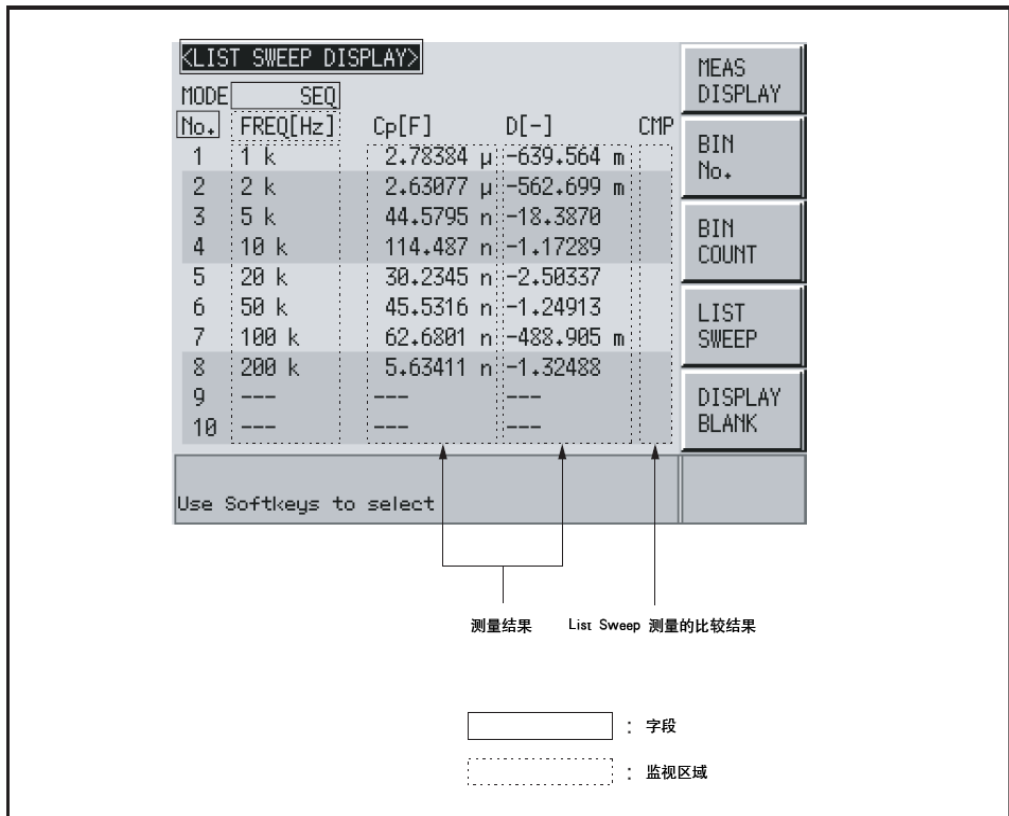 <LIST SWEEP DISPLAY>
MODE SEQ
No. FREQ[Hz] Cp[F] D[-] CMP
1 1 k 2.78384 μ -639.564 m
2 2 k 2.63077 μ -562.699 m
3 5 k 44.5795 n -18.3870
4 10 k 114.487 n -1.17289
5 20 k 30.2345 n -2.50337
6 50 k 45.5316 n -1.24913
7 100 k 62.6801 n -488.905 m
8 200 k 5.63411 n -1.32488
9 --- --- ---
10 --- --- ---
MEAS
DISPLAY
BIN
No.
BIN
COUNT
LIST
SWEEP
DISPLAY
BLANK
Use Softkeys to select
测量结果
List Sweep 测量的比较结果
： 字段
： 监视区域